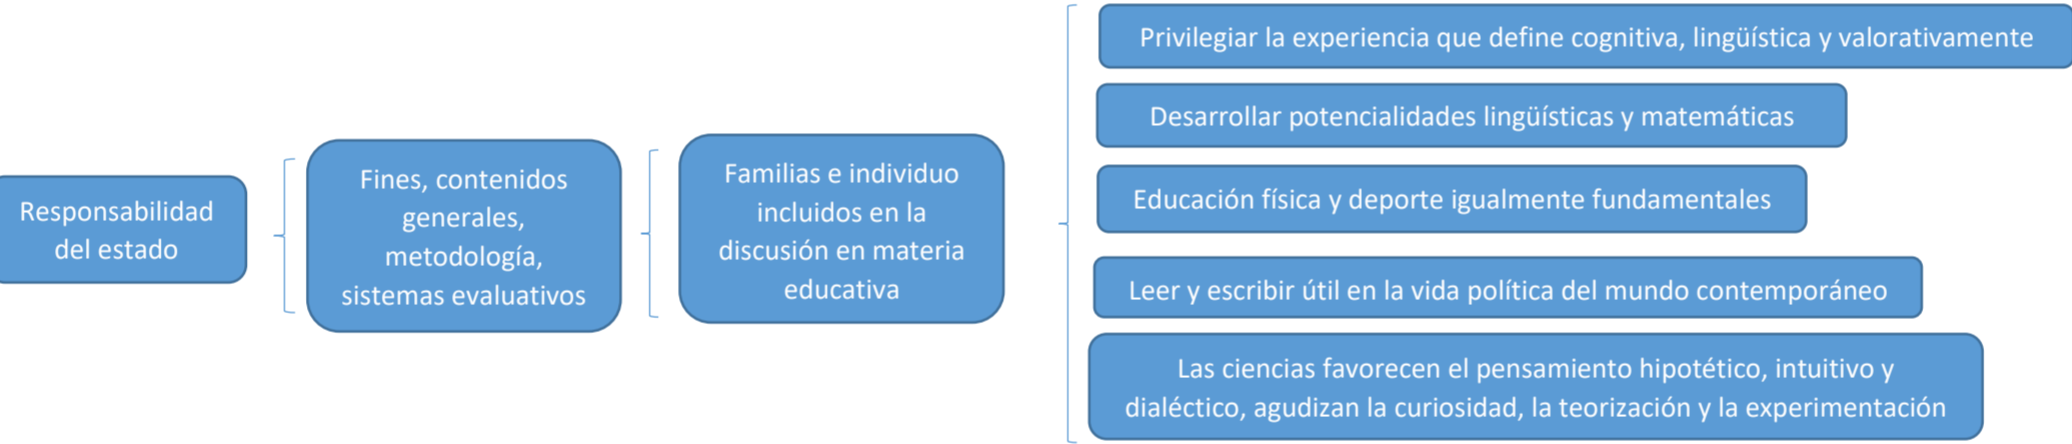 Responsabilidad
del estado
Fines, contenidos
generales,
metodología,
sistemas evaluativos
Familias e individuo
incluidos en la
discusión en materia
educativa
Privilegiar la experiencia que define cognitiva, lingüística y valorativamente
Desarrollar potencialidades lingüísticas y matemáticas
Educación física y deporte igualmente fundamentales
Leer y escribir útil en la vida política del mundo contemporáneo
Las ciencias favorecen el pensamiento hipotético, intuitivo y
dialéctico, agudizan la curiosidad, la teorización y la experimentación